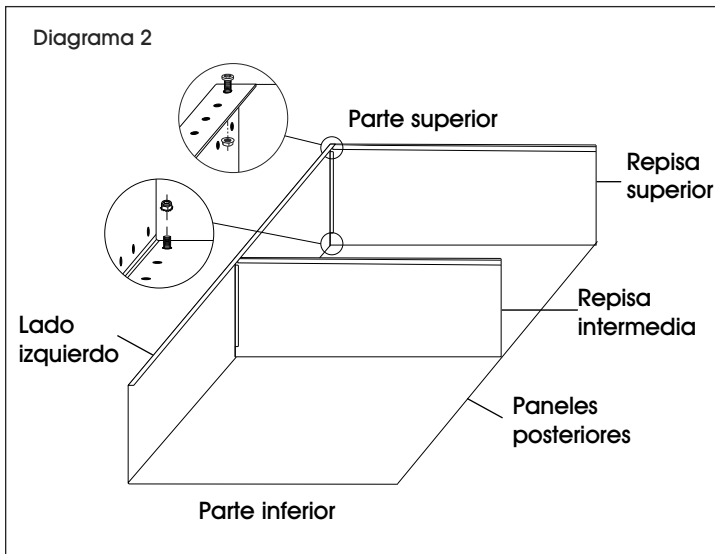 Diagrama 2
Parte superior
Repisa
superior
Repisa
intermedia
Lado
izquierdo
Paneles
posteriores
Parte inferior